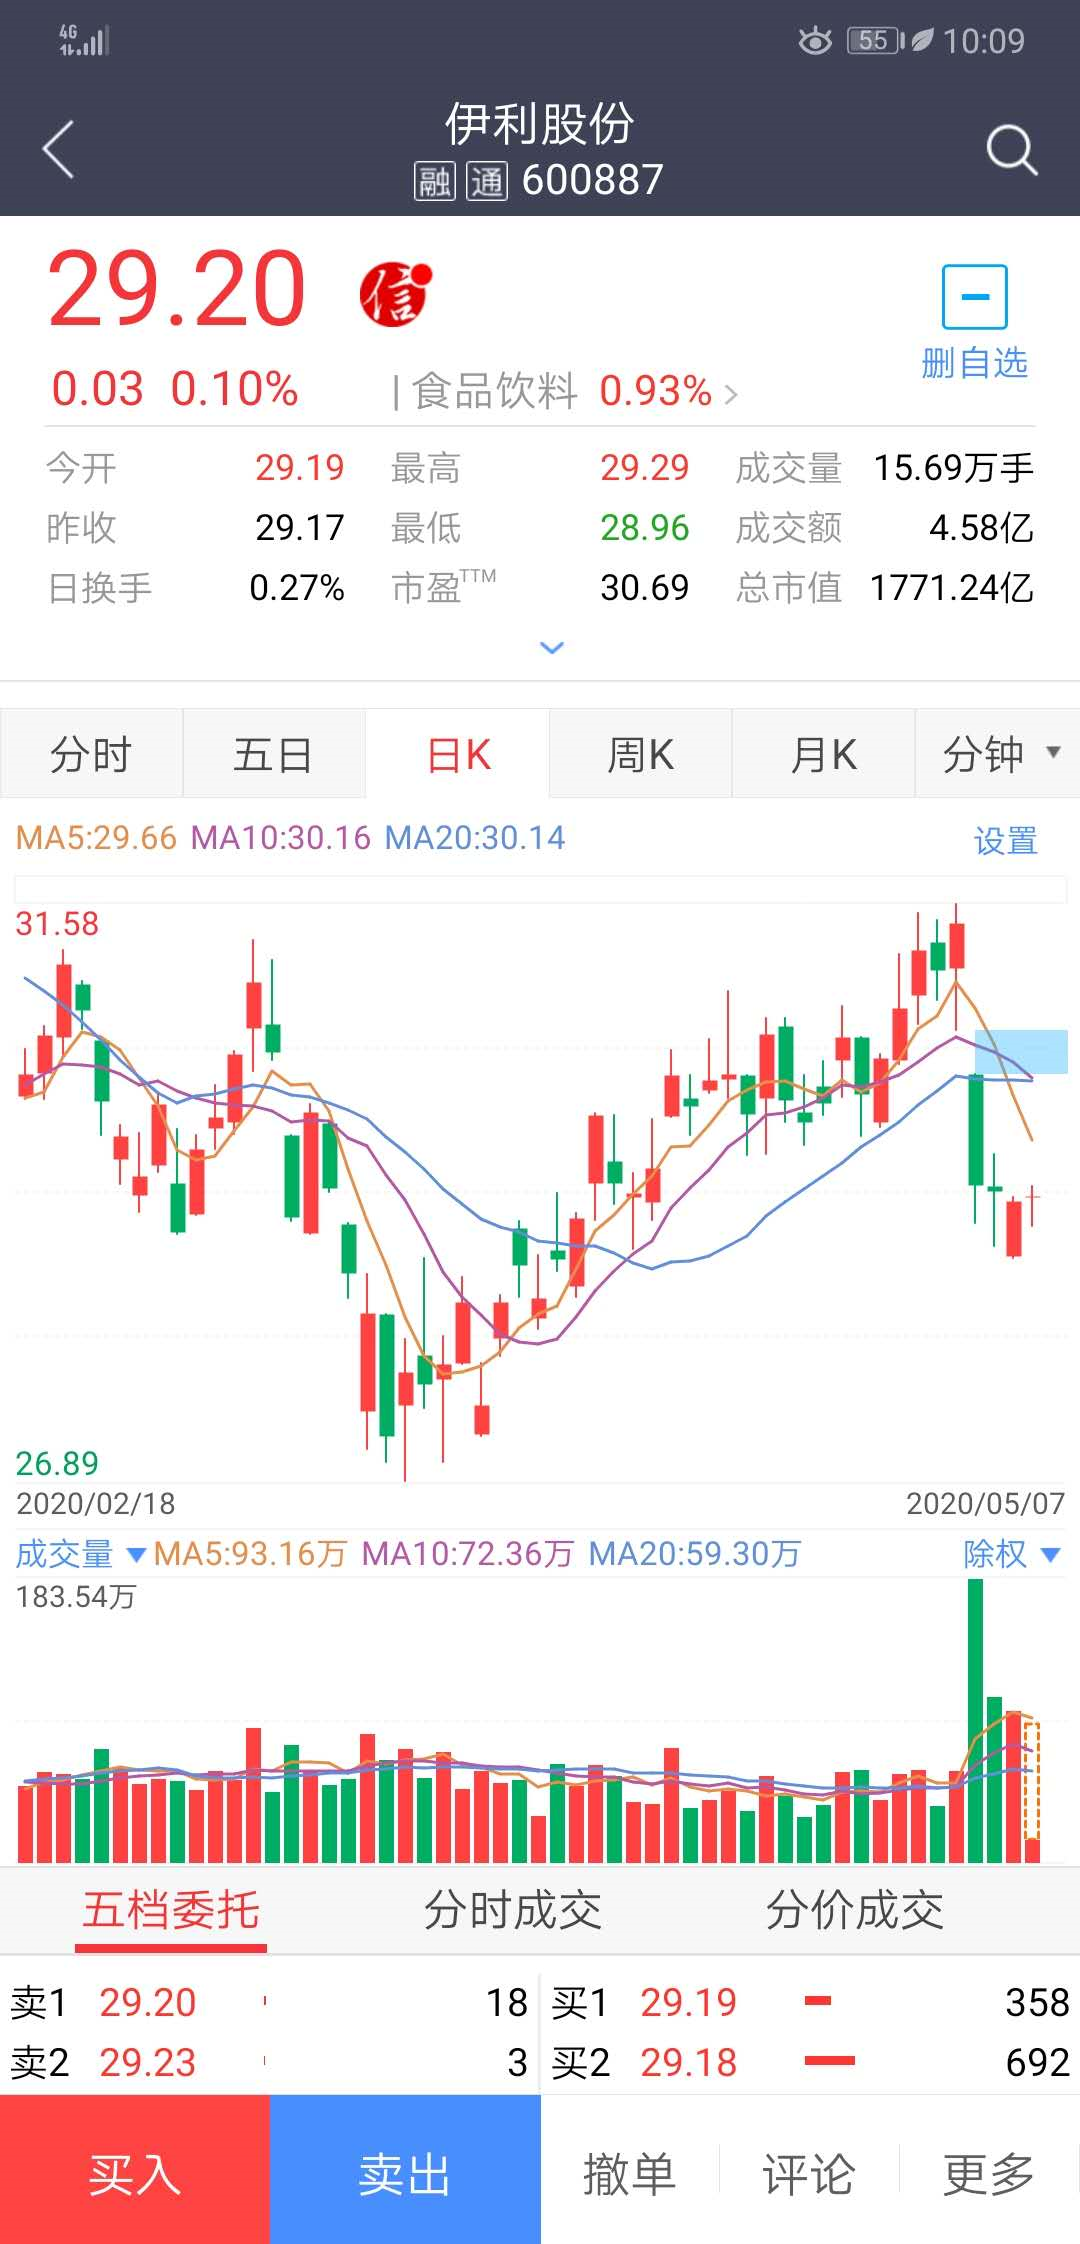 4G 55 10:09
伊利股份
融 通 600887
29.20 信
删自选
0.03 0.10% | 食品饮料 0.93% >
今开 29.19 最高 29.29 成交量 15.69万手
昨收 29.17 最低 28.96 成交额 4.58亿
日换手 0.27% 市盈TTM 30.69 总市值 1771.24亿
分时 五日 日K 周K 月K 分钟
MA5:29.66 MA10:30.16 MA20:30.14 设置
31.58
26.89
2020/02/18 2020/05/07
成交量 MA5:93.16万 MA10:72.36万 MA20:59.30万 除权
183.54万
五档委托 分时成交 分价成交
卖1 29.20 18 买1 29.19 358
卖2 29.23 3 买2 29.18 692
买入 卖出 撤单 评论 更多